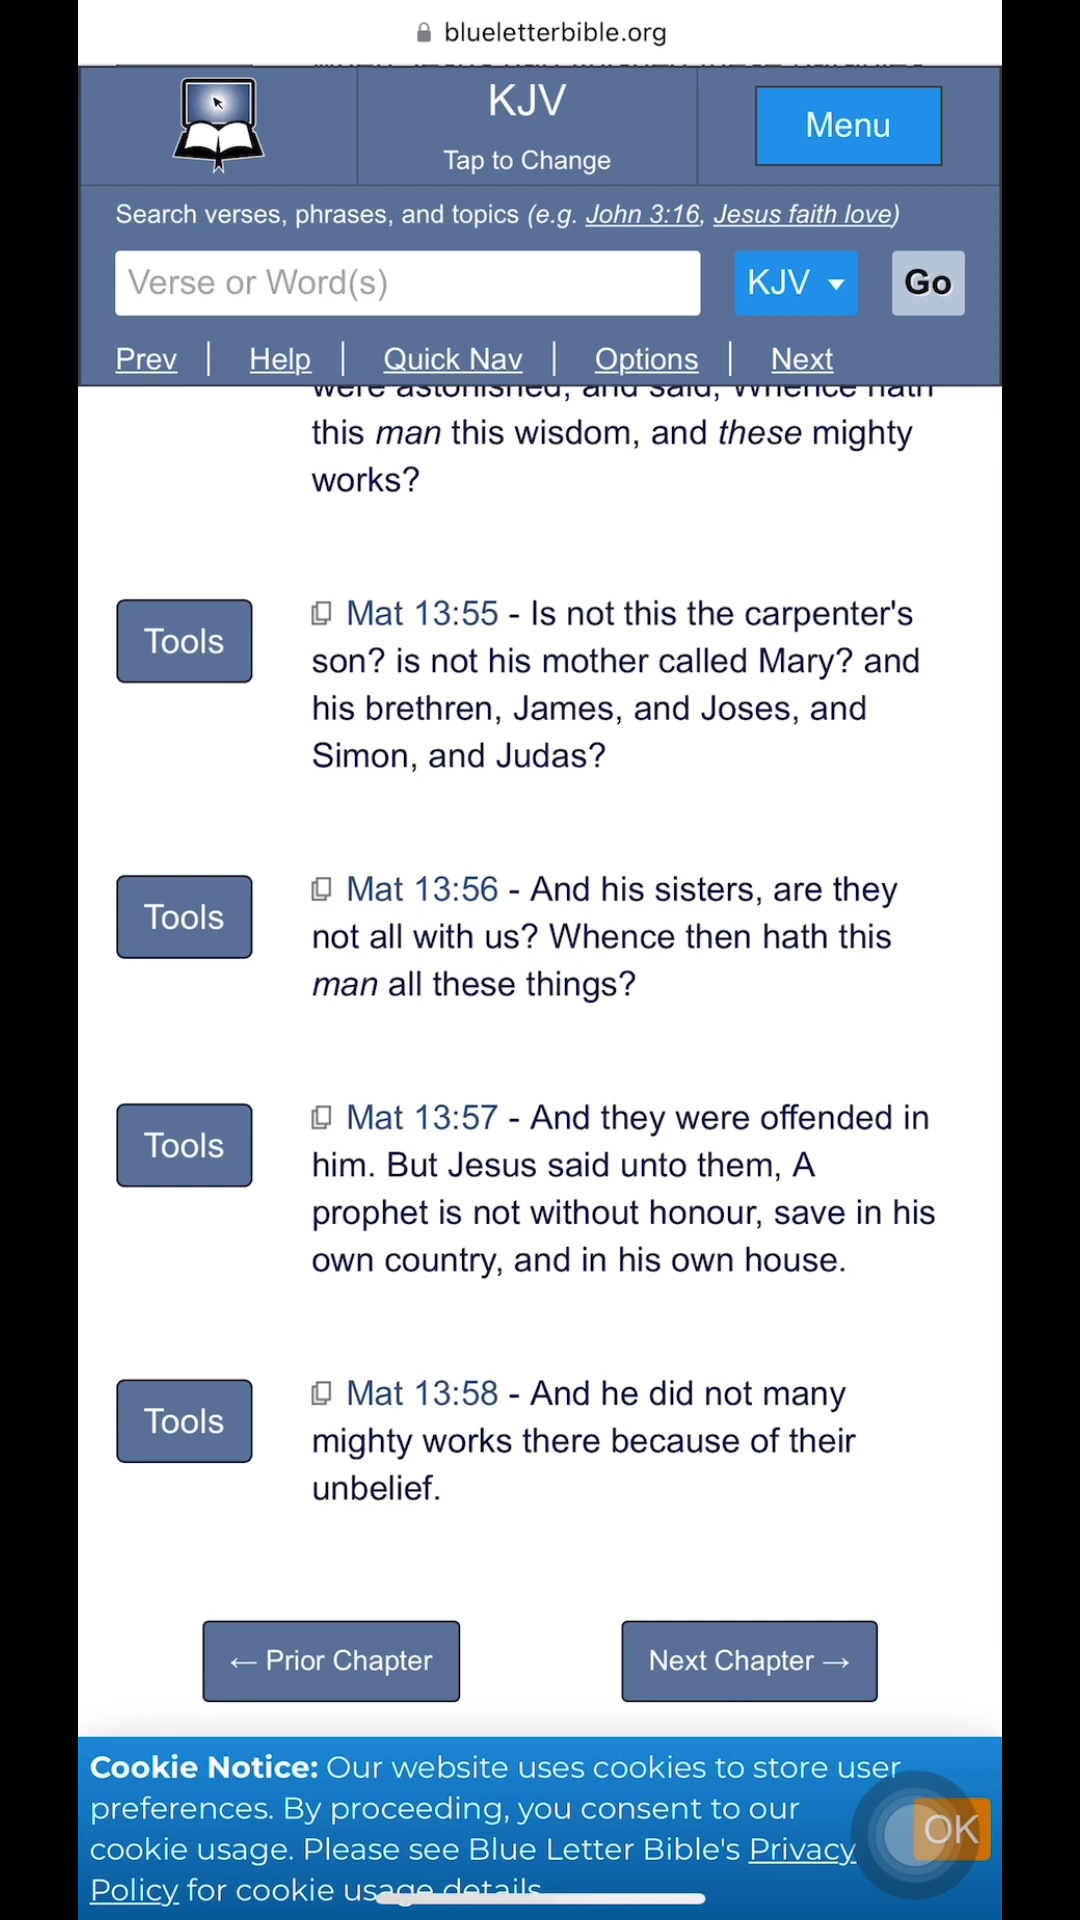 blueletterbible.org
KJV
Tap to Change
Menu
Search verses, phrases, and topics (e.g. John 3:16, Jesus faith love)
Verse or Word(s)
KJV
Go
Prev | Help | Quick Nav | Options | Next
were astonished, and said, Whence hath
this man this wisdom, and these mighty
works?
Tools
Mat 13:55 - Is not this the carpenter's
son? is not his mother called Mary? and
his brethren, James, and Joses, and
Simon, and Judas?
Tools
Mat 13:56 - And his sisters, are they
not all with us? Whence then hath this
man all these things?
Tools
Mat 13:57 - And they were offended in
him. But Jesus said unto them, A
prophet is not without honour, save in his
own country, and in his own house.
Tools
Mat 13:58 - And he did not many
mighty works there because of their
unbelief.
← Prior Chapter
Next Chapter →
Cookie Notice: Our website uses cookies to store user
preferences. By proceeding, you consent to our
cookie usage. Please see Blue Letter Bible's Privacy
Policy for cookie usage details
OK